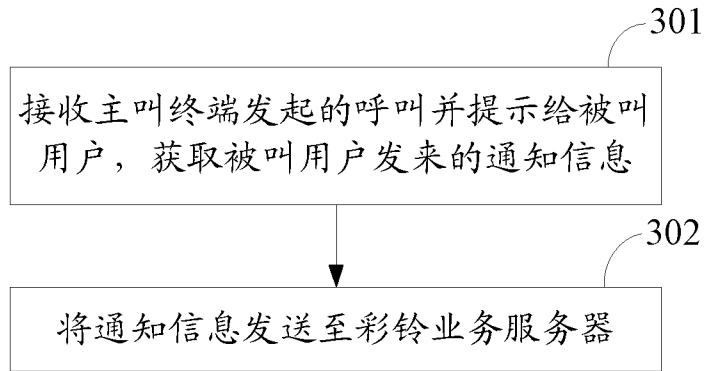 301
接收主叫终端发起的呼叫并提示给被叫
用户，获取被叫用户发来的通知信息
302
将通知信息发送至彩铃业务服务器